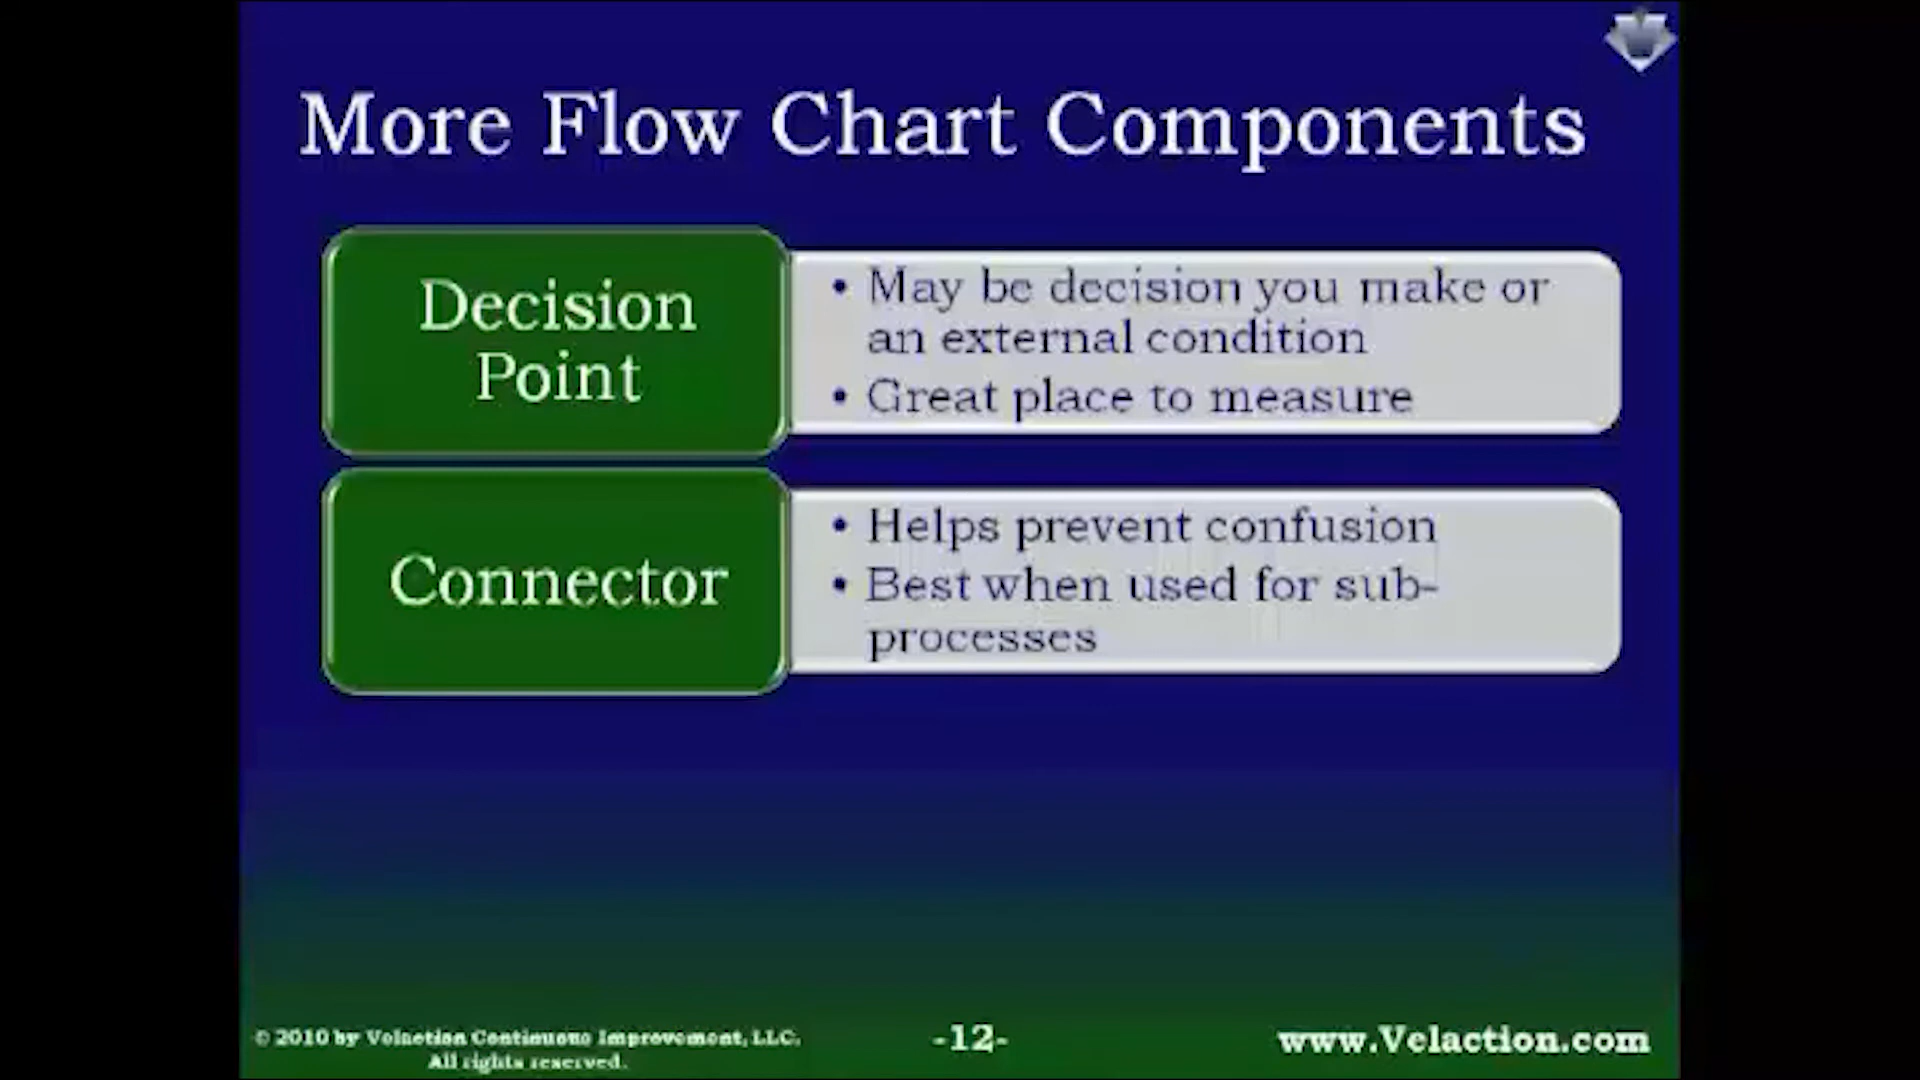 More Flow Chart Components
Decision
Point
• May be decision you make or
an external condition
• Great place to measure
Connector
• Helps prevent confusion
• Best when used for sub-
processes
© 2010 by Velaction Continuous Improvement, LLC.
All rights reserved.
-12-
www.Velaction.com